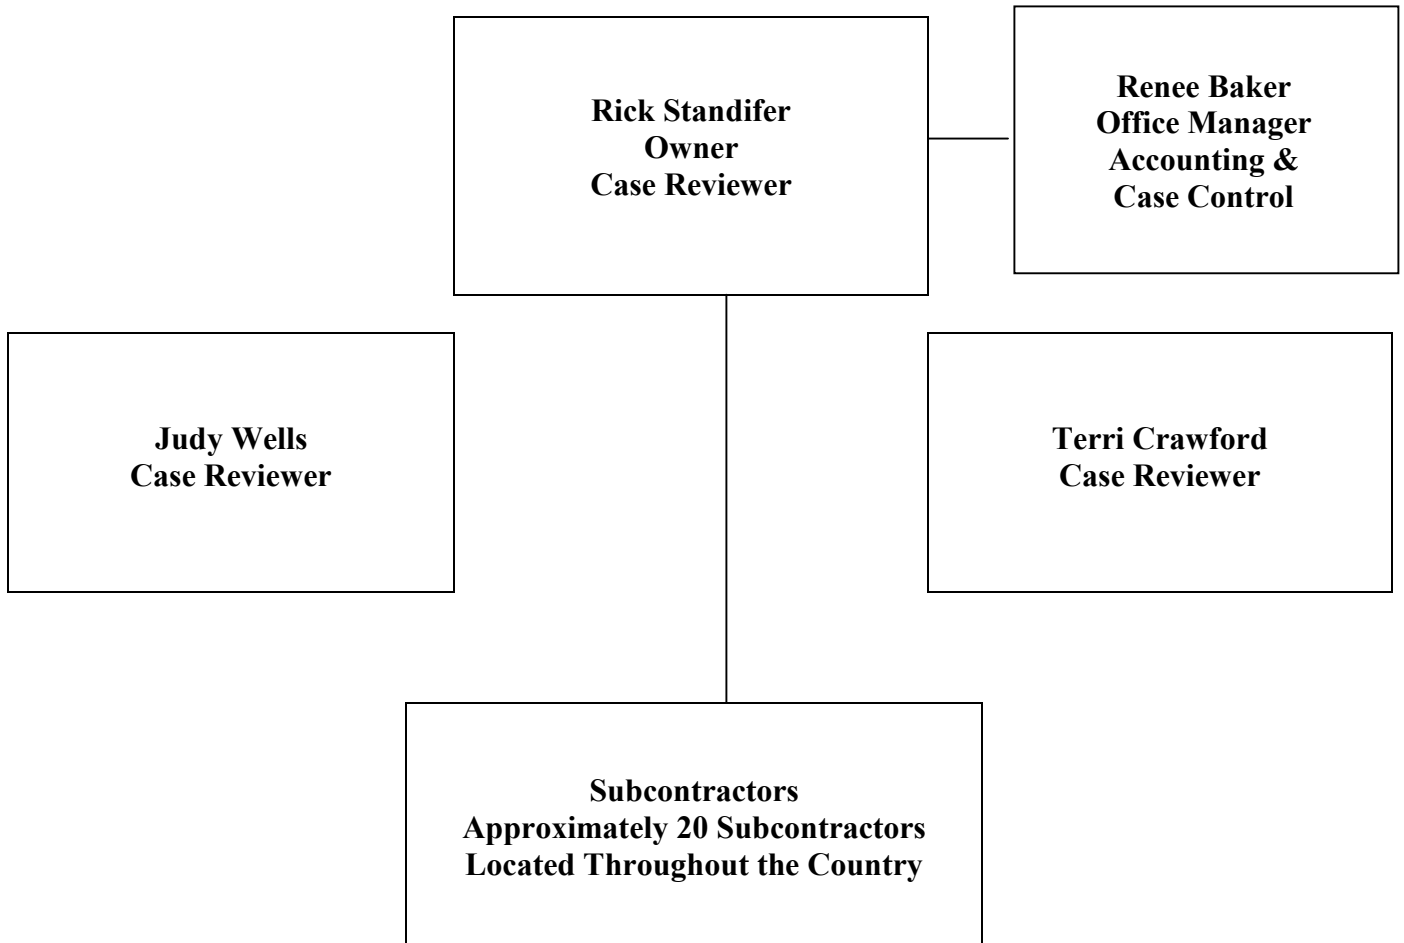 Rick Standifer
Owner
Case Reviewer
Renee Baker
Office Manager
Accounting &
Case Control
Judy Wells
Case Reviewer
Terri Crawford
Case Reviewer
Subcontractors
Approximately 20 Subcontractors
Located Throughout the Country